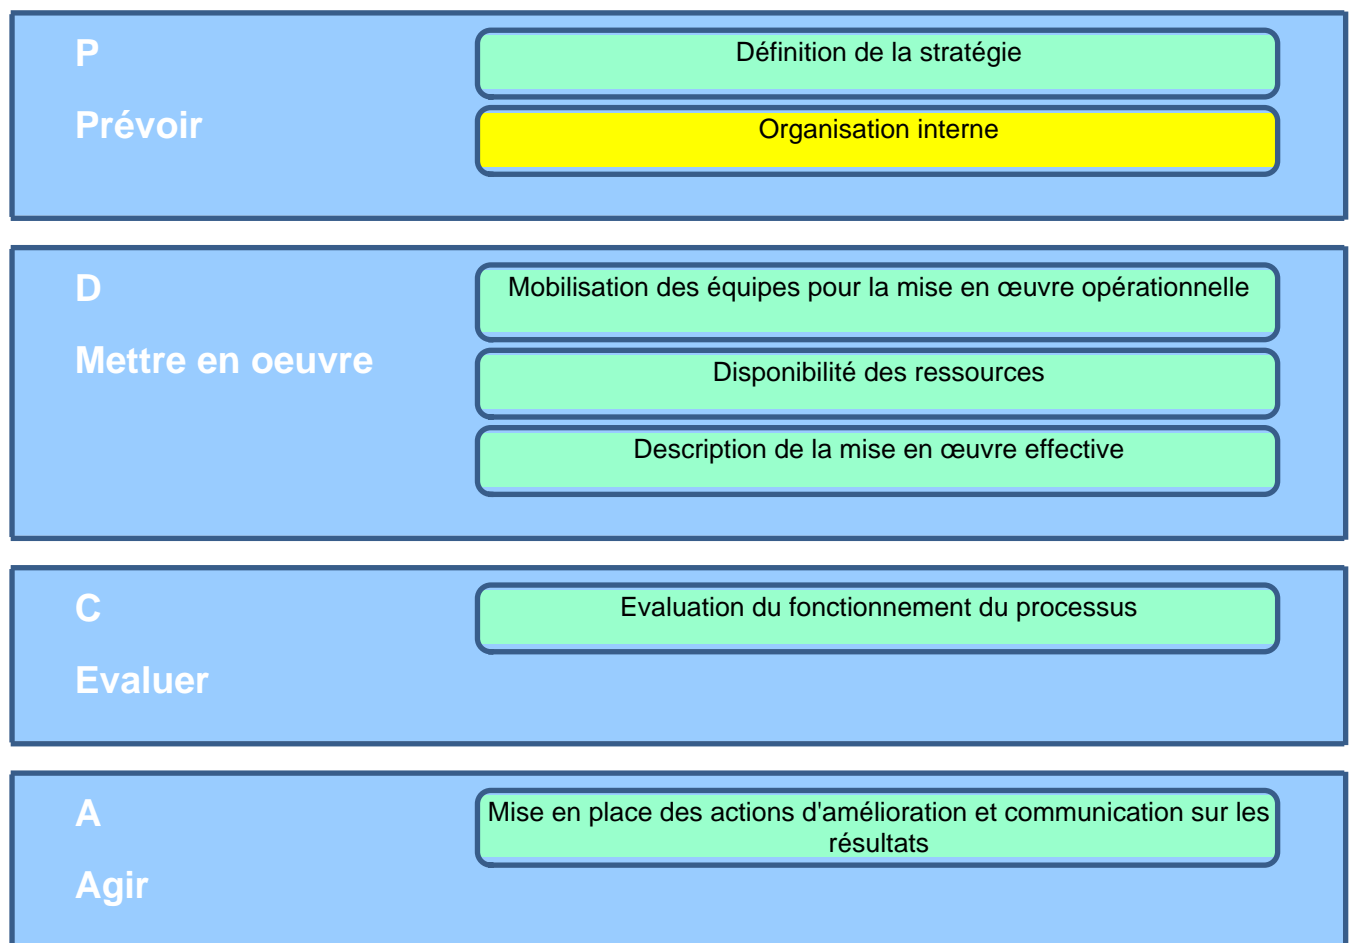 P
Définition de la stratégie
Prévoir
Organisation interne
D
Mobilisation des équipes pour la mise en œuvre opérationnelle
Mettre en oeuvre
Disponibilité des ressources
Description de la mise en œuvre effective
C
Evaluation du fonctionnement du processus
Evaluer
A
Mise en place des actions d'amélioration et communication sur les
résultats
Agir